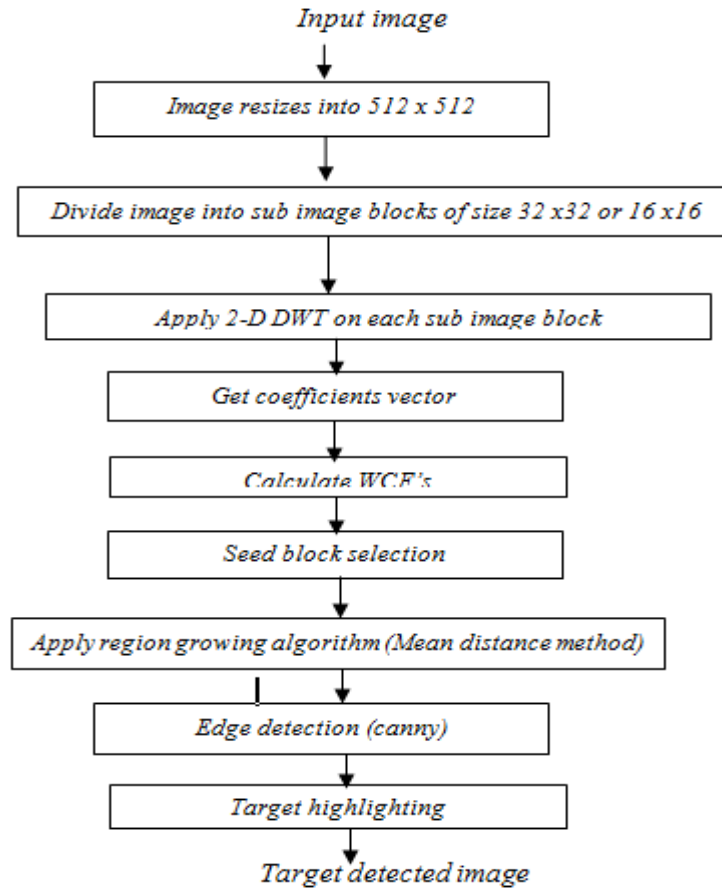 Input image
Image resizes into 512 x 512
Divide image into sub image blocks of size 32 x32 or 16 x16
Apply 2-D DWT on each sub image block
Get coefficients vector
Calculate WCF's
Seed block selection
Apply region growing algorithm (Mean distance method)
Edge detection (canny)
Target highlighting
Target detected image